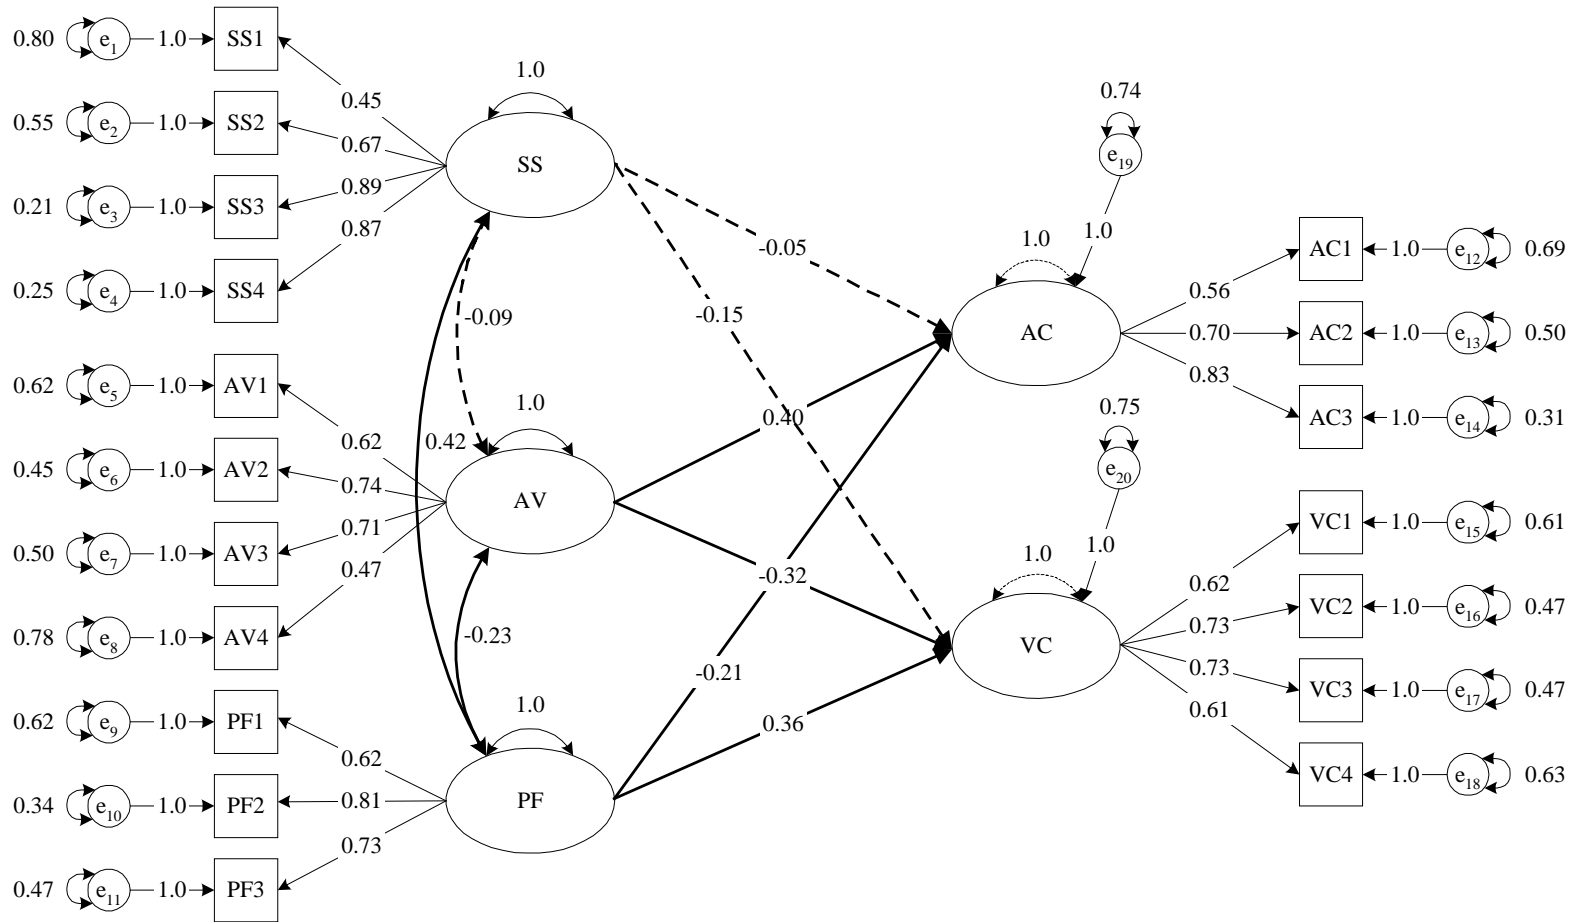 0.80 e1 1.0 SS1
0.55 e2 1.0 SS2
0.21 e3 1.0 SS3
0.25 e4 1.0 SS4
0.62 e5 1.0 AV1
0.45 e6 1.0 AV2
0.50 e7 1.0 AV3
0.78 e8 1.0 AV4
0.62 e9 1.0 PF1
0.34 e10 1.0 PF2
0.47 e11 1.0 PF3
0.45
0.67
0.89
0.87
0.62
0.74
0.71
0.47
0.62
0.81
0.73
1.0
SS
-0.09
0.42
1.0
AV
-0.23
1.0
PF
-0.05
-0.15
0.40
-0.32
-0.21
0.36
0.74
e19
1.0
1.0
AC
0.75
e20
1.0
1.0
VC
0.56
0.70
0.83
0.62
0.73
0.73
0.61
AC1 1.0 e12 0.69
AC2 1.0 e13 0.50
AC3 1.0 e14 0.31
VC1 1.0 e15 0.61
VC2 1.0 e16 0.47
VC3 1.0 e17 0.47
VC4 1.0 e18 0.63